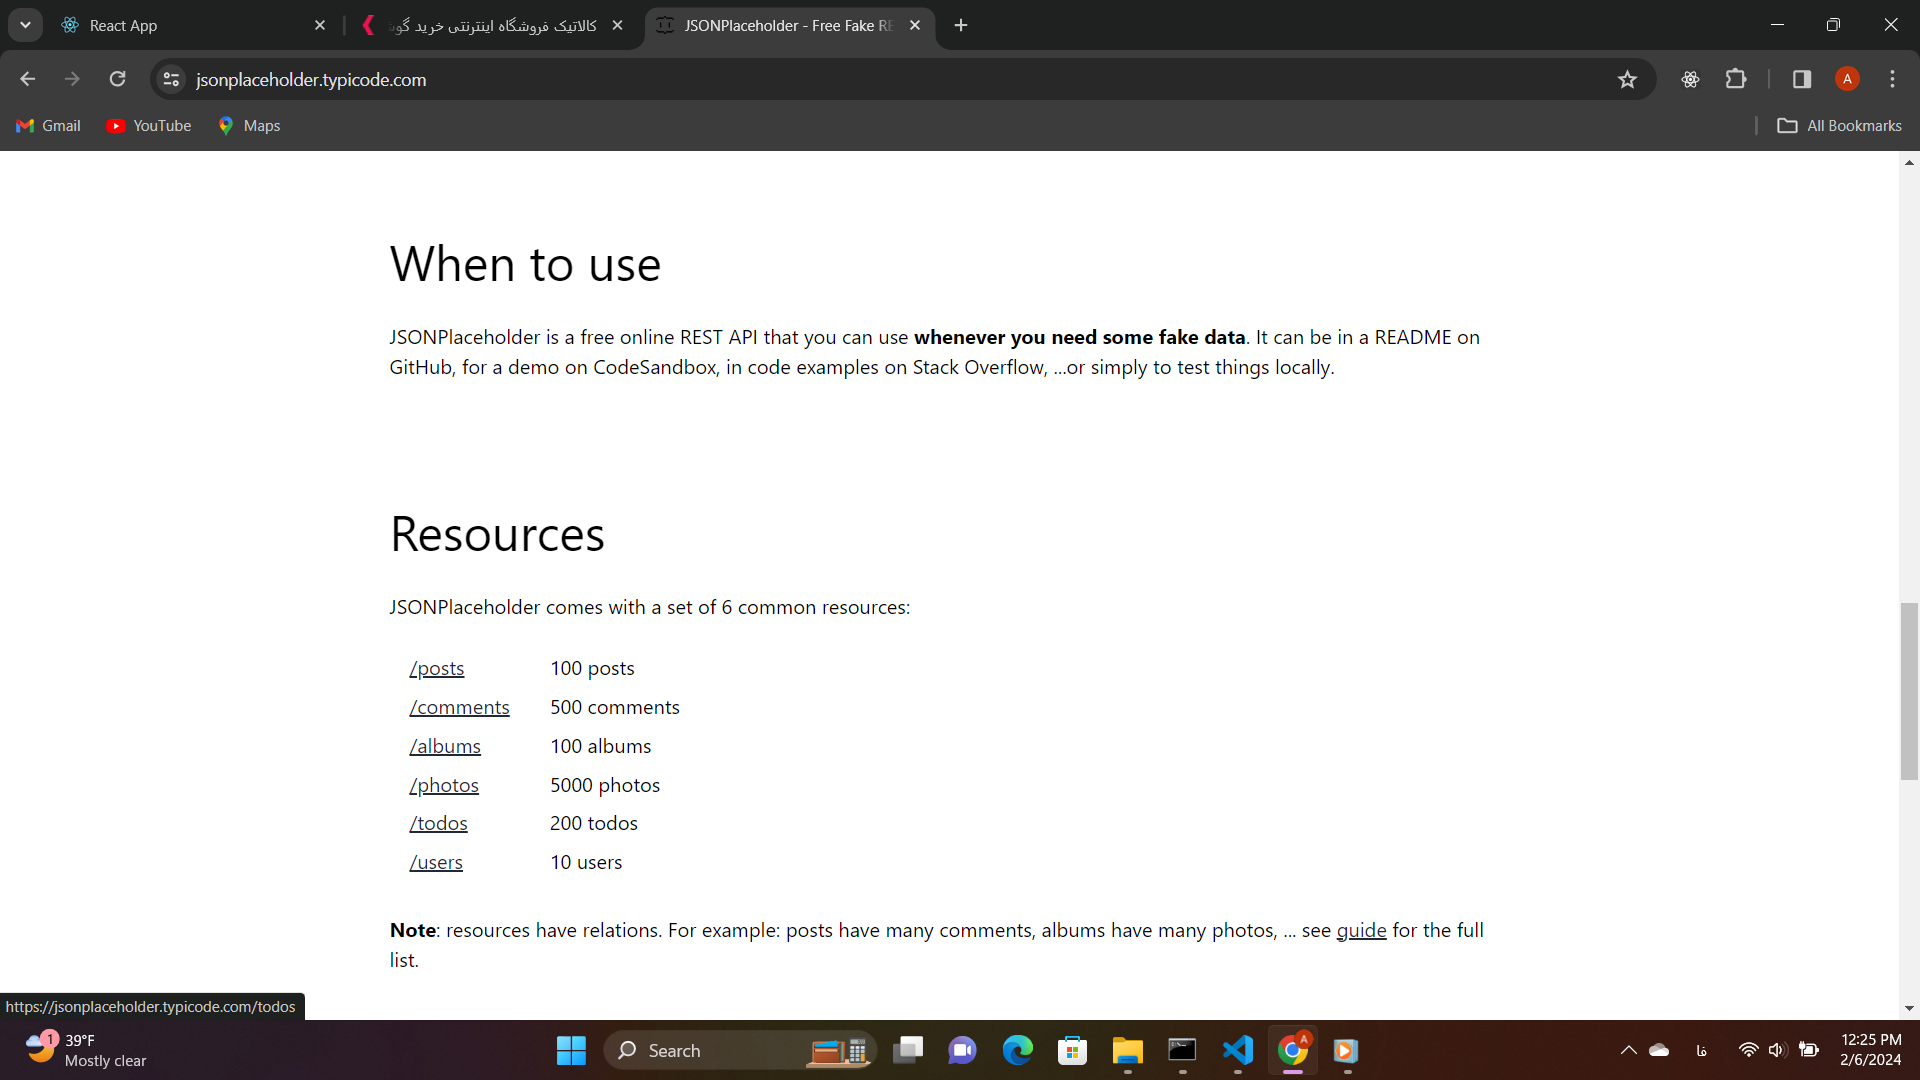 React App
کالاتیک فروشگاه اینترنتی خرید
JSONPlaceholder - Free Fake
jsonplaceholder.typicode.com
A
Gmail
YouTube
Maps
All Bookmarks
When to use
JSONPlaceholder is a free online REST API that you can use whenever you need some fake data. It can be in a README on
GitHub, for a demo on CodeSandbox, in code examples on Stack Overflow, ...or simply to test things locally.
Resources
JSONPlaceholder comes with a set of 6 common resources:
/posts 100 posts
/comments 500 comments
/albums 100 albums
/photos 5000 photos
/todos 200 todos
/users 10 users
Note: resources have relations. For example: posts have many comments, albums have many photos, ... see guide for the full
list.
https://jsonplaceholder.typicode.com/todos
1
39°F
Mostly clear
Search
A
فا
12:25 PM
2/6/2024